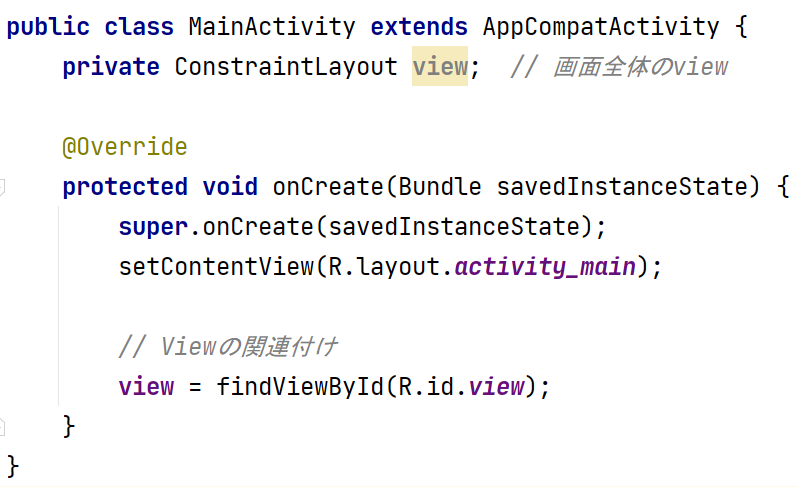 public class MainActivity extends AppCompatActivity {
    private ConstraintLayout view;  // 画面全体のview
    @Override
    protected void onCreate(Bundle savedInstanceState) {
        super.onCreate(savedInstanceState);
        setContentView(R.layout.activity_main);
        // Viewの関連付け
        view = findViewById(R.id.view);
    }
}